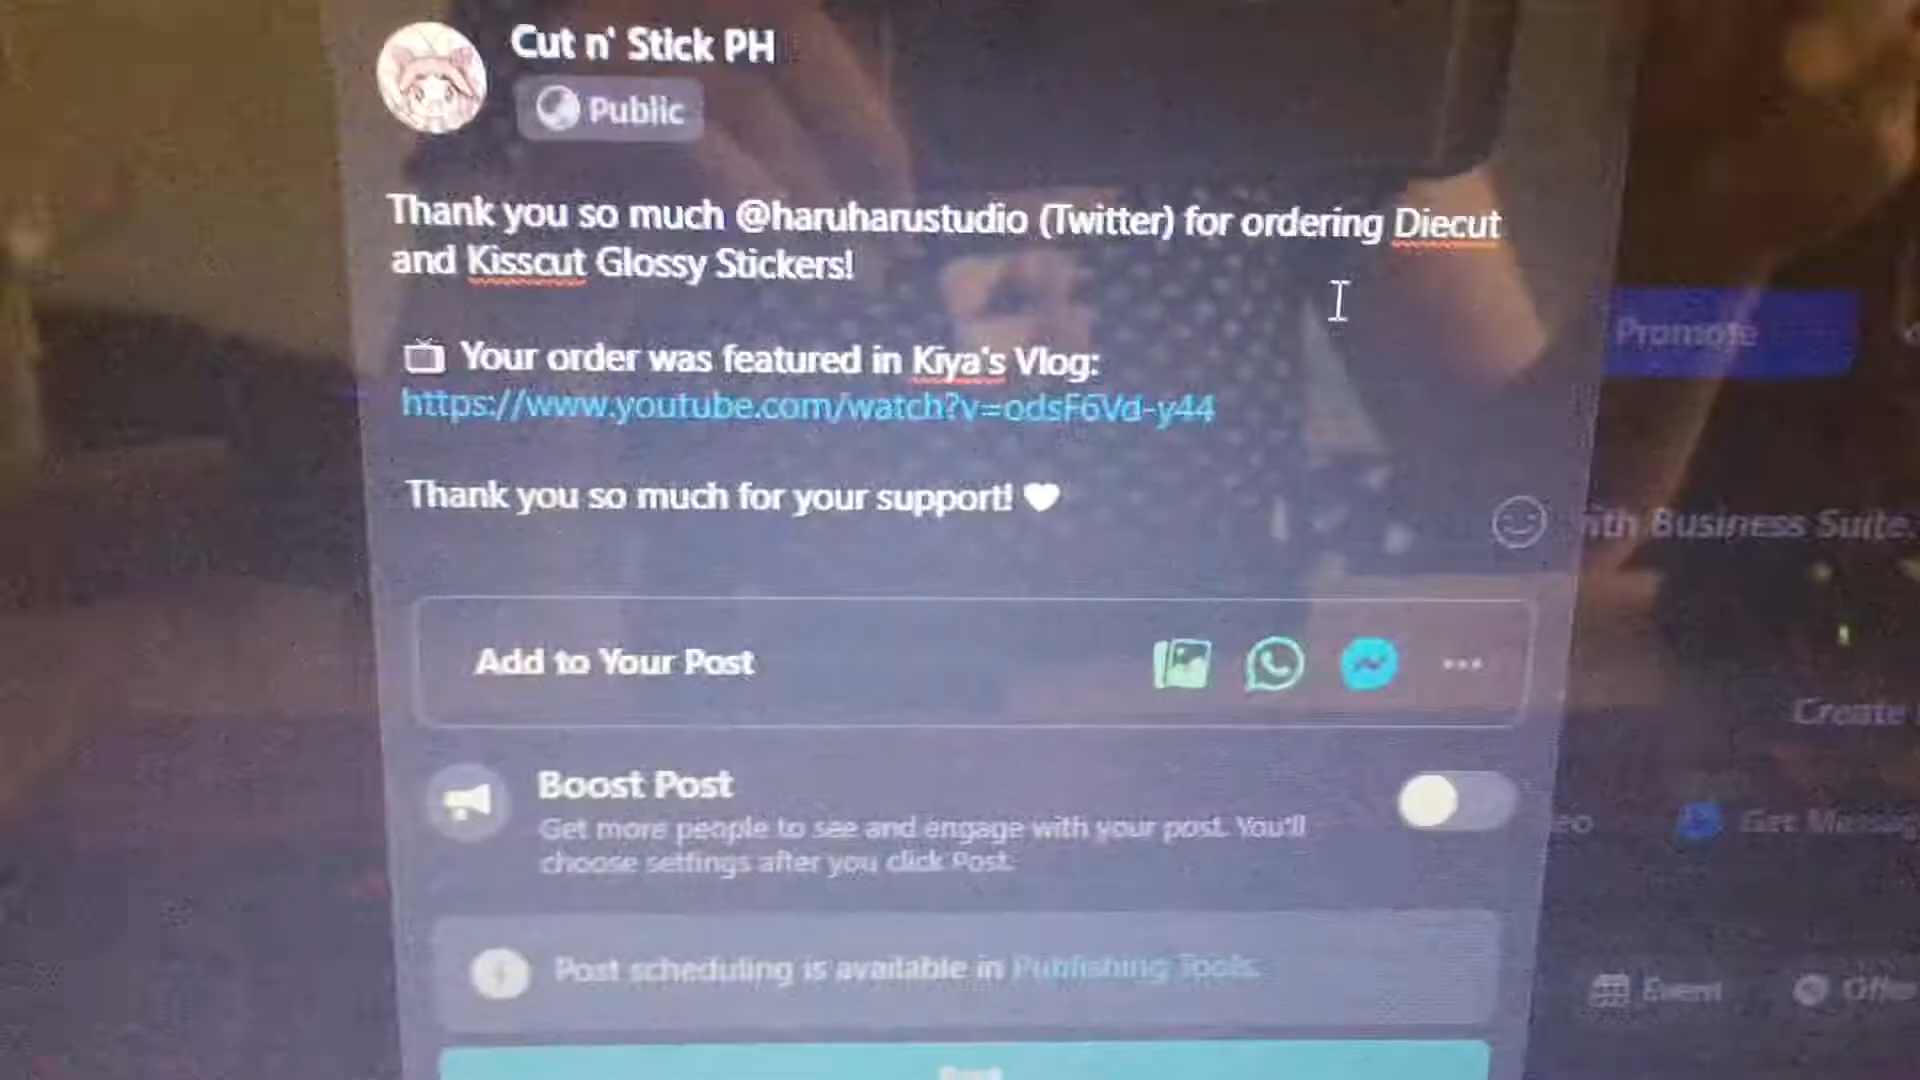 Cut n' Stick PH
Public
Thank you so much @haruharustudio (Twitter) for ordering Diecut
and Kisscut Glossy Stickers!
📺 Your order was featured in Kiya's Vlog:
https://www.youtube.com/watch?v=odsF6Vd-y44
Thank you so much for your support! 🤍
Add to Your Post
Boost Post
Get more people to see and engage with your post. You'll
choose settings after you click Post.
Post scheduling is available in Publishing Tools.
Promote
with Business Suite.
Create
Event